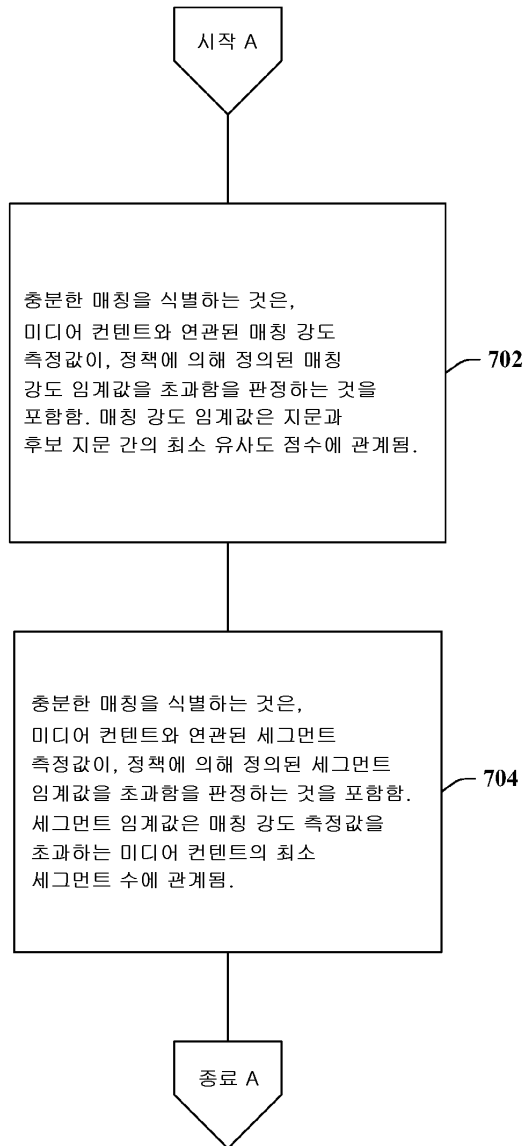 시작 A
충분한 매칭을 식별하는 것은,
미디어 컨텐트와 연관된 매칭 강도
측정값이, 정책에 의해 정의된 매칭
강도 임계값을 초과함을 판정하는 것을
포함함. 매칭 강도 임계값은 지문과
후보 지문 간의 최소 유사도 점수에 관계됨.
702
충분한 매칭을 식별하는 것은,
미디어 컨텐트와 연관된 세그먼트
측정값이, 정책에 의해 정의된 세그먼트
임계값을 초과함을 판정하는 것을 포함함.
세그먼트 임계값은 매칭 강도 측정값을
초과하는 미디어 컨텐트의 최소
세그먼트 수에 관계됨.
704
종료 A